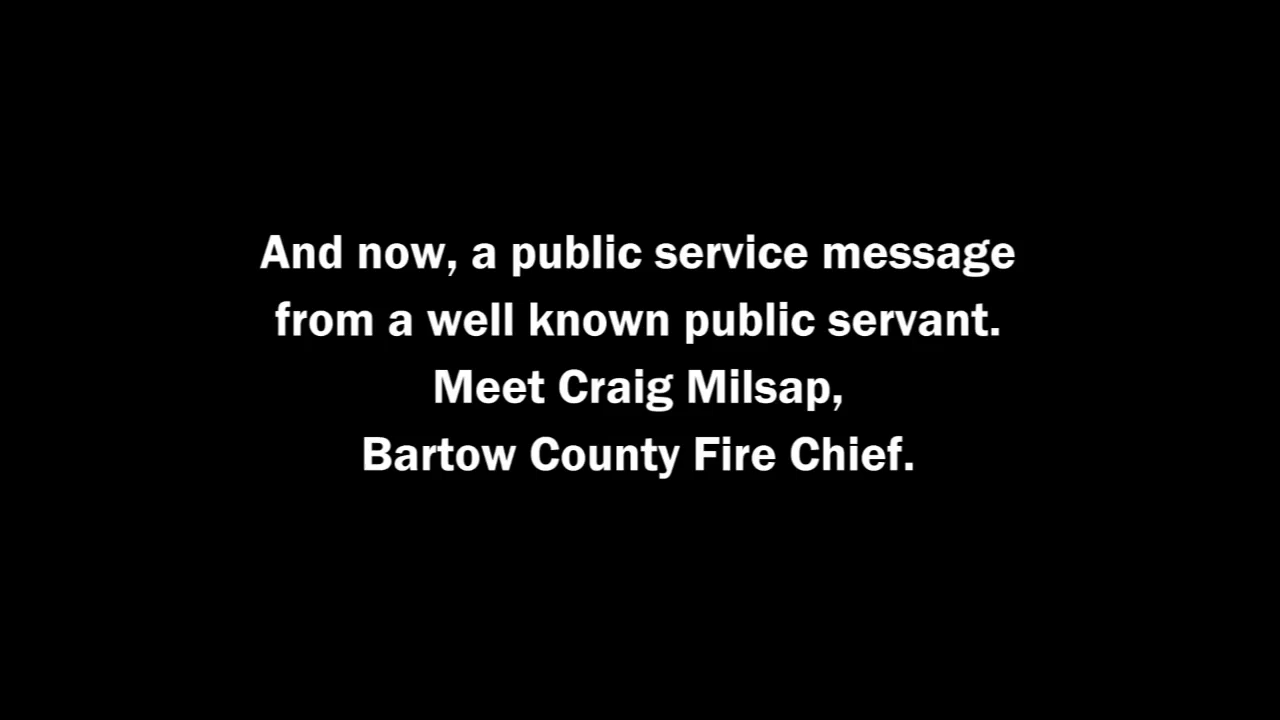 And now, a public service message
from a well known public servant.
Meet Craig Milsap,
Bartow County Fire Chief.